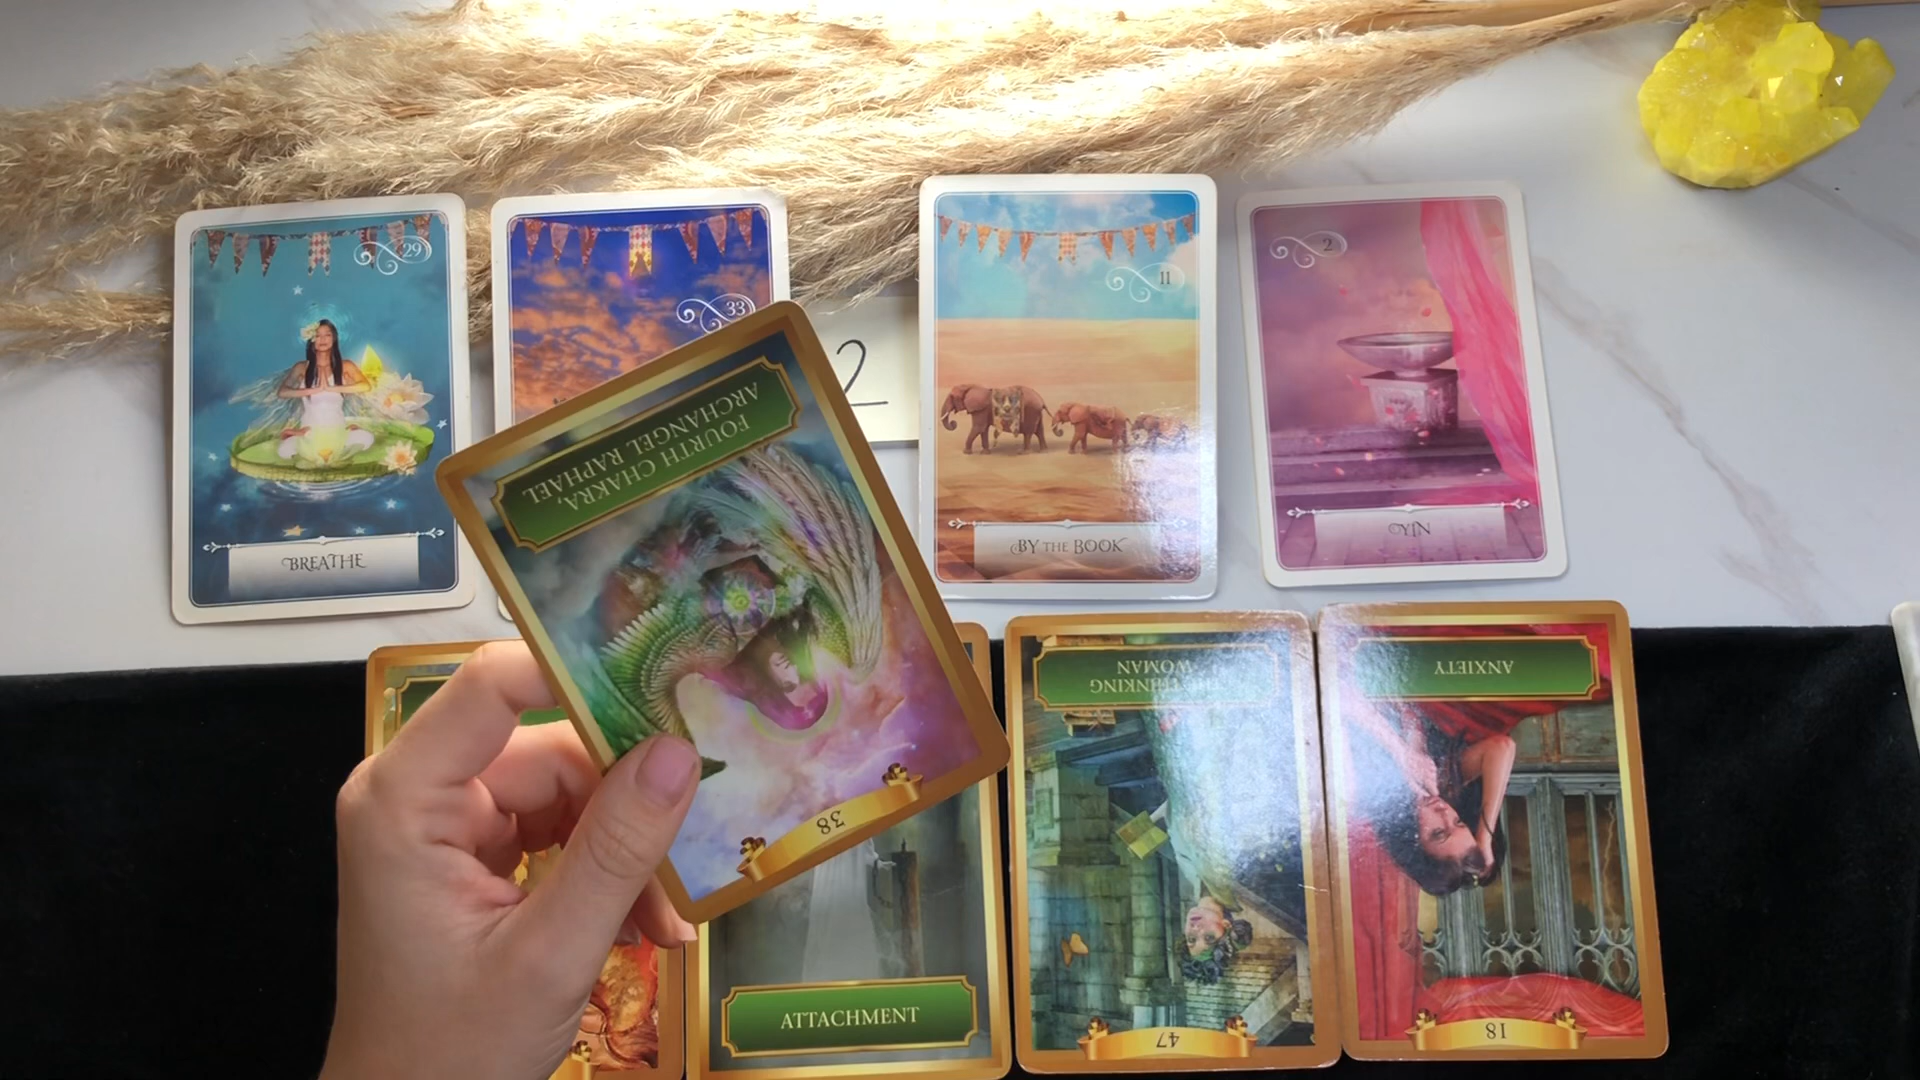 29
33
2
11
2
BREATHE
BY THE BOOK
YIN
FOURTH CHAKRA,
ARCHANGEL RAPHAEL
38
THINKING
WOMAN
47
ANXIETY
18
ATTACHMENT